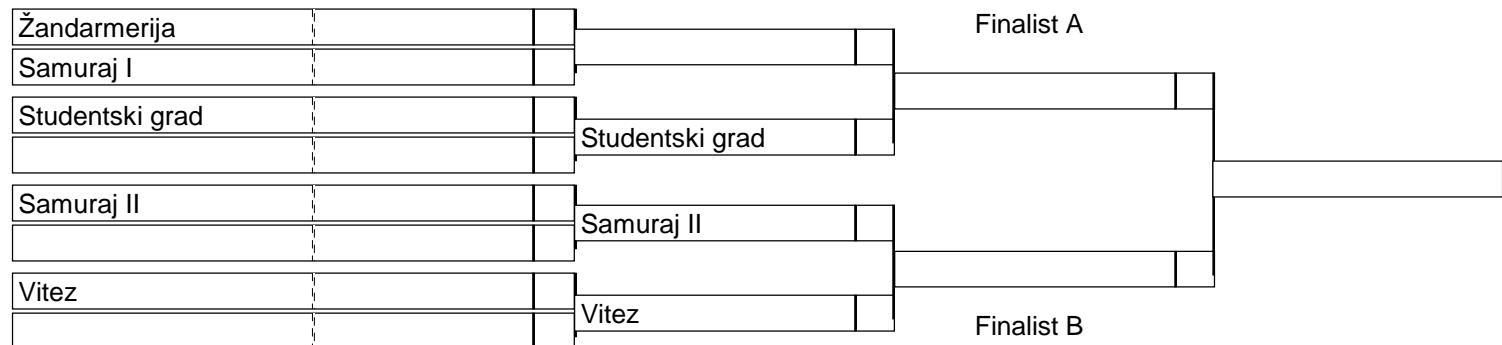 Žandarmerija
Samuraj I
Studentski grad
Samuraj II
Vitez
Studentski grad
Samuraj II
Vitez
Finalist A
Finalist B